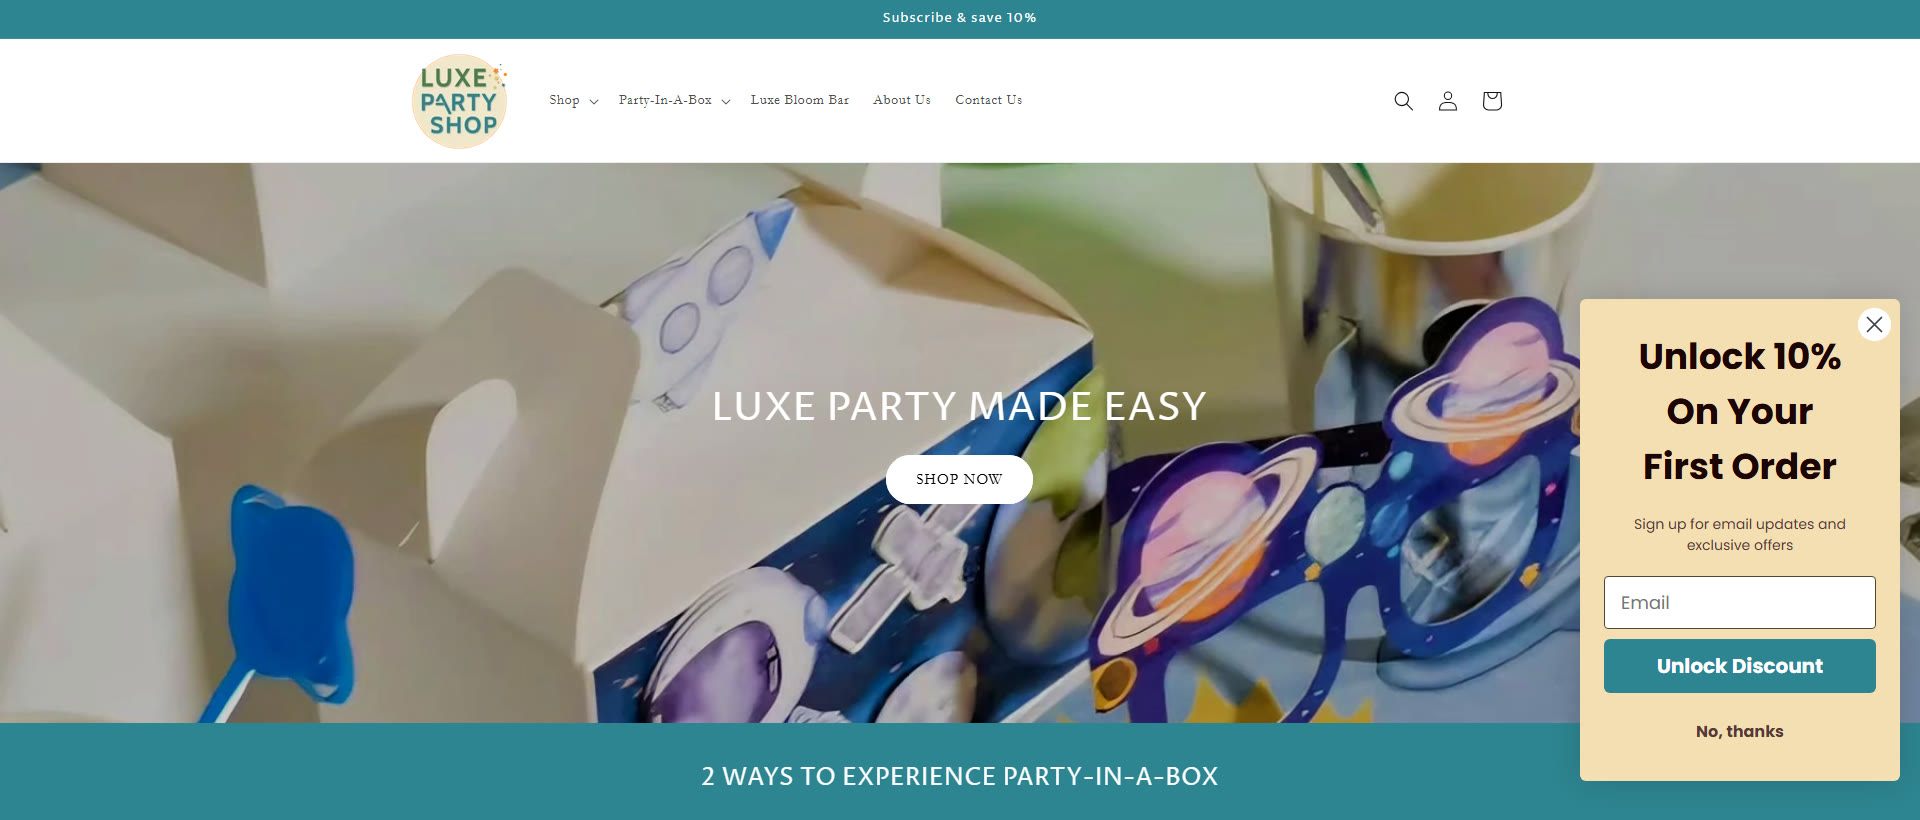 Subscribe & save 10%
LUXE
PARTY
SHOP
Shop
Party-In-A-Box
Luxe Bloom Bar
About Us
Contact Us
LUXE PARTY MADE EASY
SHOP NOW
Unlock 10%
On Your
First Order
Sign up for email updates and
exclusive offers
Email
Unlock Discount
No, thanks
2 WAYS TO EXPERIENCE PARTY-IN-A-BOX